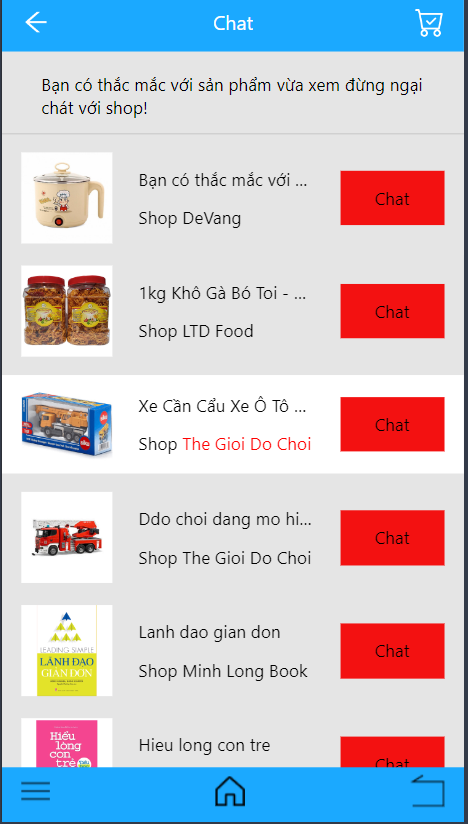 Chat
Bạn có thắc mắc với sản phẩm vừa xem đừng ngại
chát với shop!
Bạn có thắc mắc với ...
Chat
Shop DeVang
1kg Khô Gà Bó Toi - ...
Chat
Shop LTD Food
Xe Cần Cẩu Xe Ô Tô ...
Chat
Shop The Gioi Do Choi
Ddo choi dang mo hi...
Chat
Shop The Gioi Do Choi
LEADING SIMPLE
LÃNH ĐẠO
GIẢN ĐƠN
Lanh dao gian don
Chat
Shop Minh Long Book
Hiểu
lòng
con
trẻ
Hieu long con tre
Chat